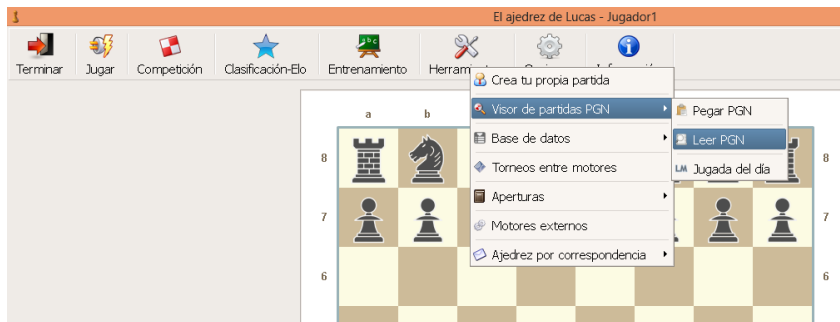 El ajedrez de Lucas - Jugador1
Terminar Jugar Competición Clasificación-Elo Entrenamiento
Crea tu propia partida
Visor de partidas PGN
Pegar PGN
Base de datos
Leer PGN
Torneos entre motores
LM Jugada del día
Aperturas
Motores externos
Ajedrez por correspondencia
a b
8 8
7 7
6 6